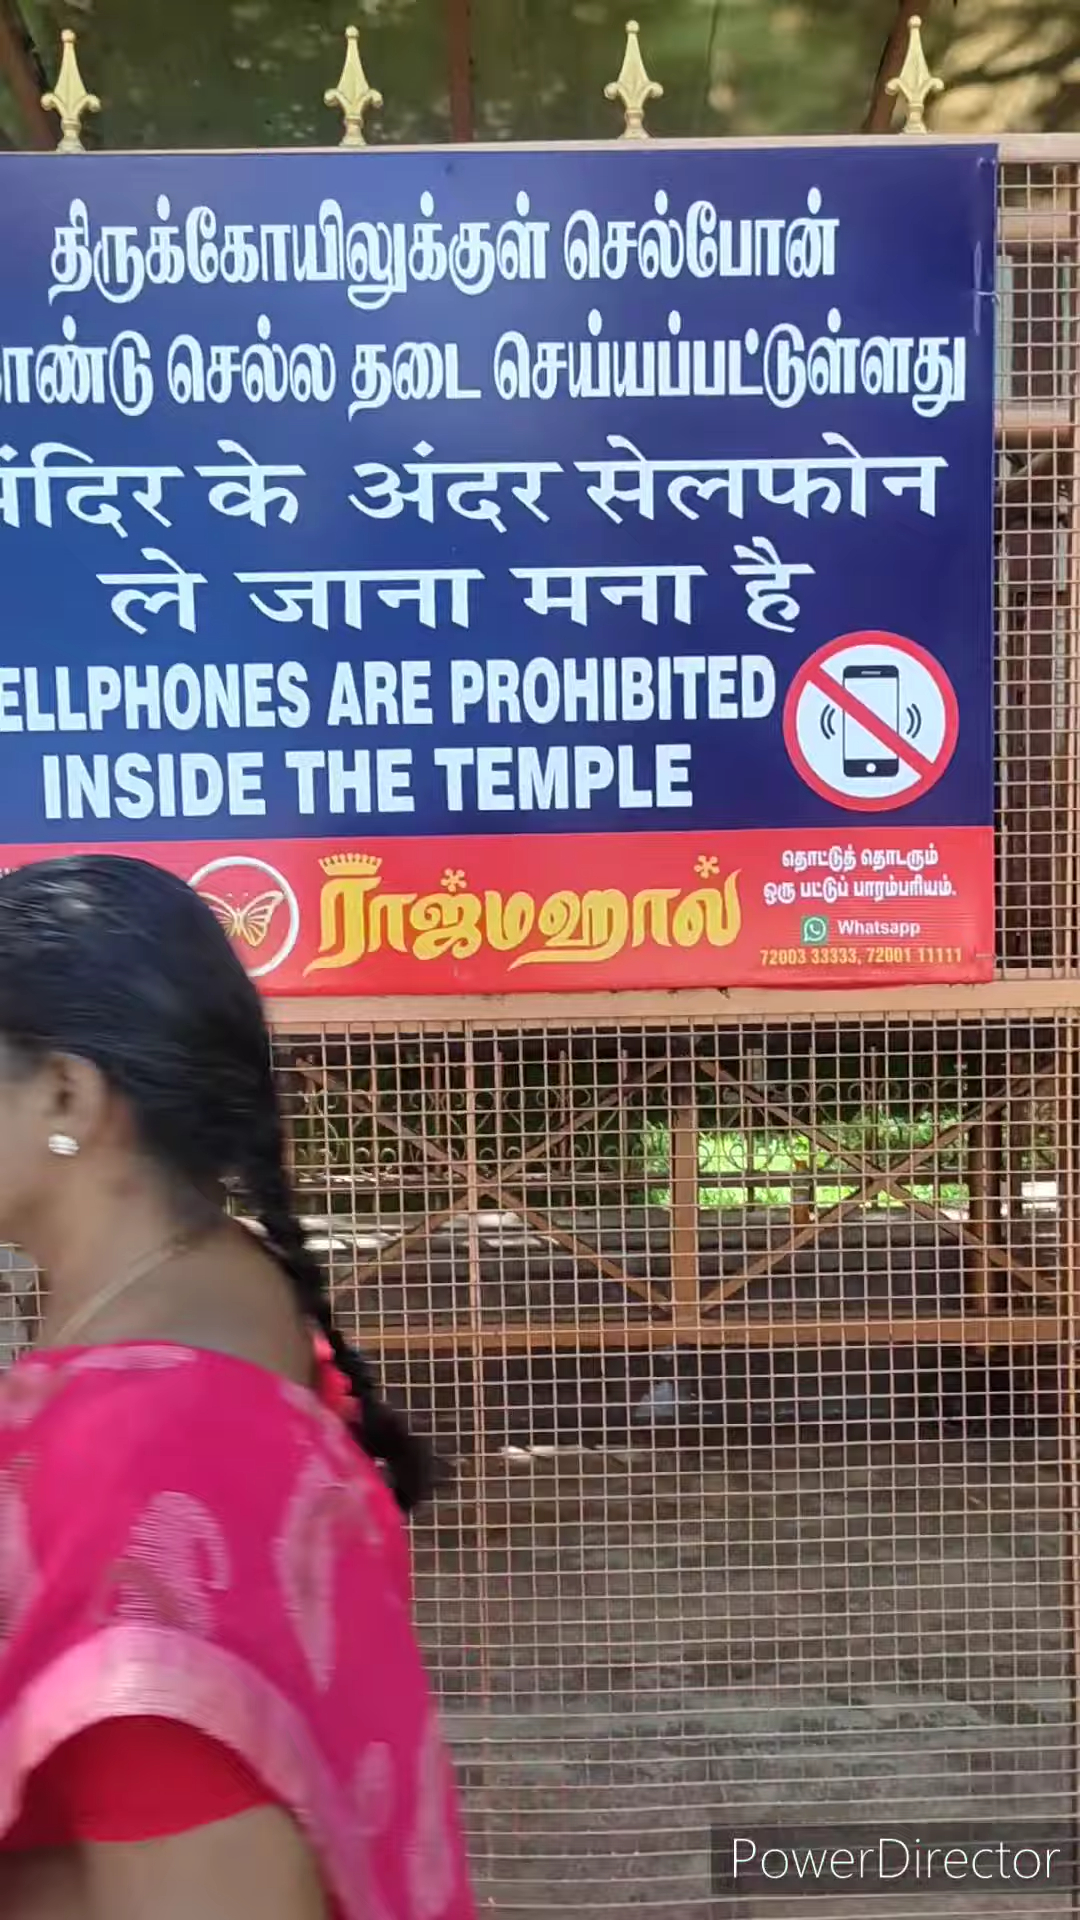 திருக்கோயிலுக்குள் செல்போன்
செல்ல தடை செய்யப்பட்டுள்ளது
के अंदर सेलफोन
ले जाना मना है
ELLPHONES ARE PROHIBITED
INSIDE THE TEMPLE
ராஜ்மஹால்
தொட்டுத் தொடரும்
ஒரு பட்டுப் பாரம்பரியம்.
Whatsapp
72003 33333, 72001 11111
PowerDirector